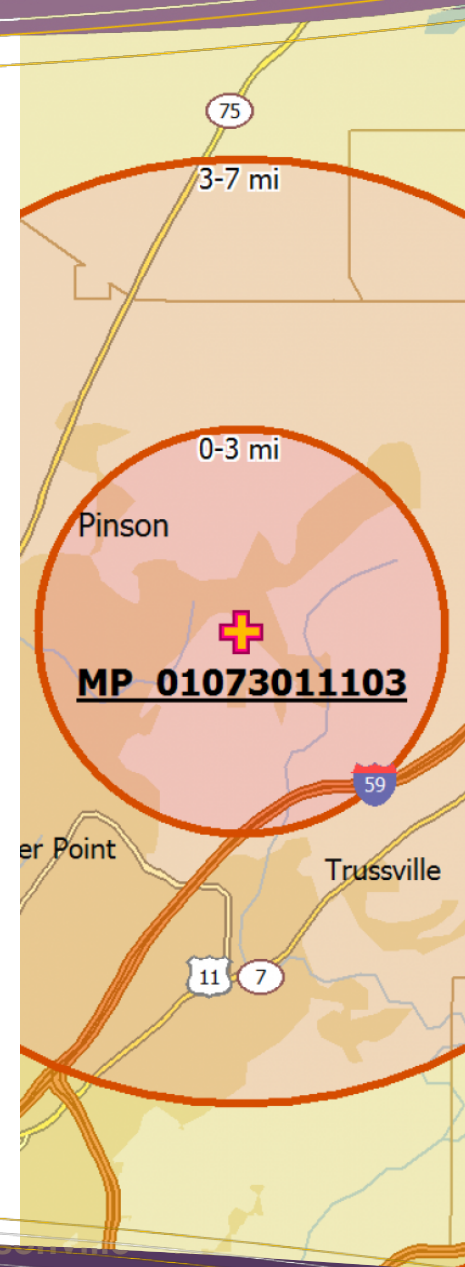 75
3-7 mi
0-3 mi
Pinson
MP 01073011103
59
er Point
Trussville
11
7